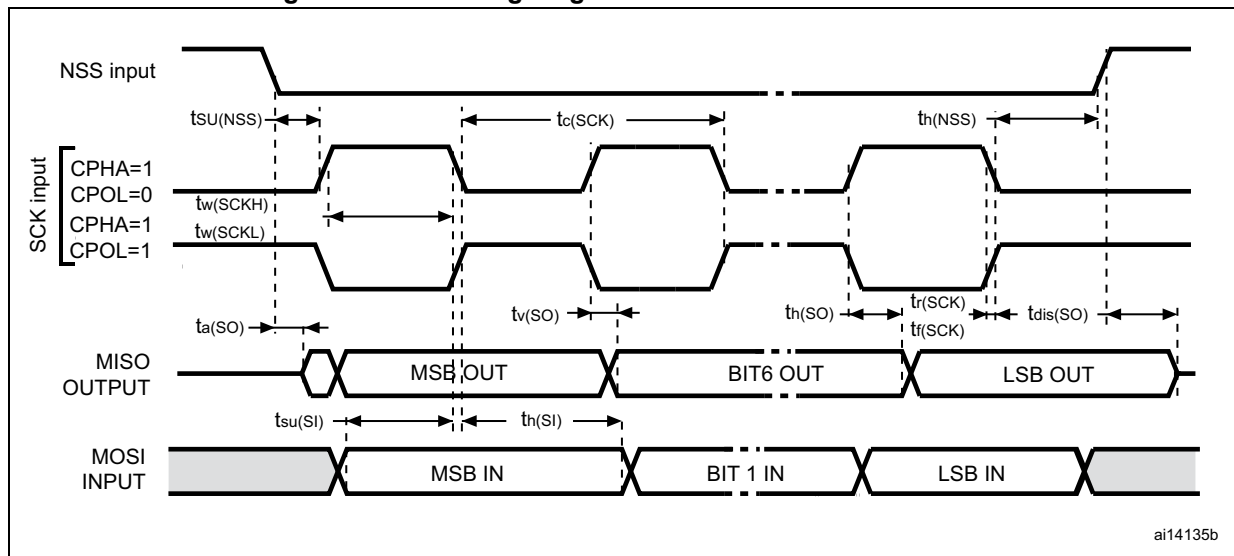 NSS input
tSU(NSS)
tc(SCK)
th(NSS)
SCK input
CPHA=1
CPOL=0
tw(SCKH)
CPHA=1
tw(SCKL)
CPOL=1
ta(SO)
tv(SO)
th(SO)
tr(SCK)
tf(SCK)
tdis(SO)
MISO
OUTPUT
MSB OUT
BIT6 OUT
LSB OUT
tsu(SI)
th(SI)
MOSI
INPUT
MSB IN
BIT 1 IN
LSB IN
ai14135b